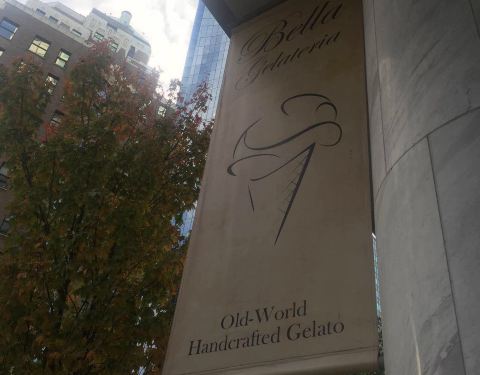 Bella
Gelateria
Old-World
Handcrafted Gelato